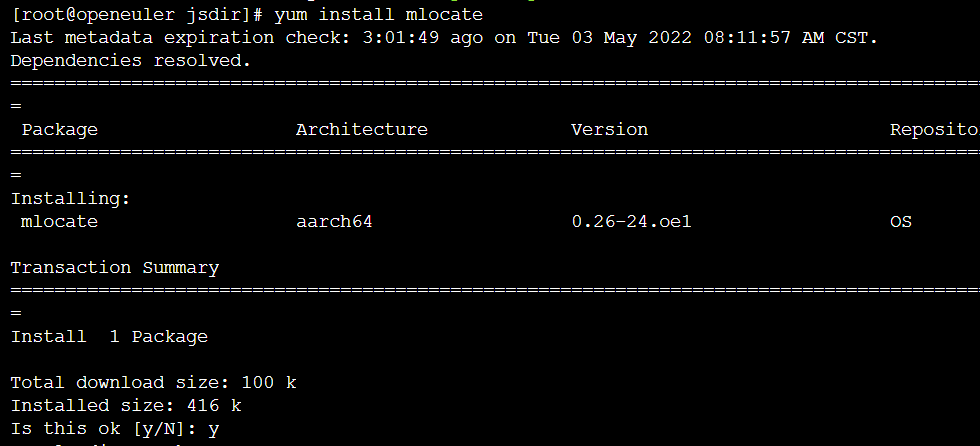 [root@openeuler jsdir]# yum install mlocate
Last metadata expiration check: 3:01:49 ago on Tue 03 May 2022 08:11:57 AM CST.
Dependencies resolved.
========================================================================================
=
Package Architecture Version Reposito
========================================================================================
=
Installing:
mlocate aarch64 0.26-24.oe1 OS
Transaction Summary
========================================================================================
=
Install 1 Package
Total download size: 100 k
Installed size: 416 k
Is this ok [y/N]: y